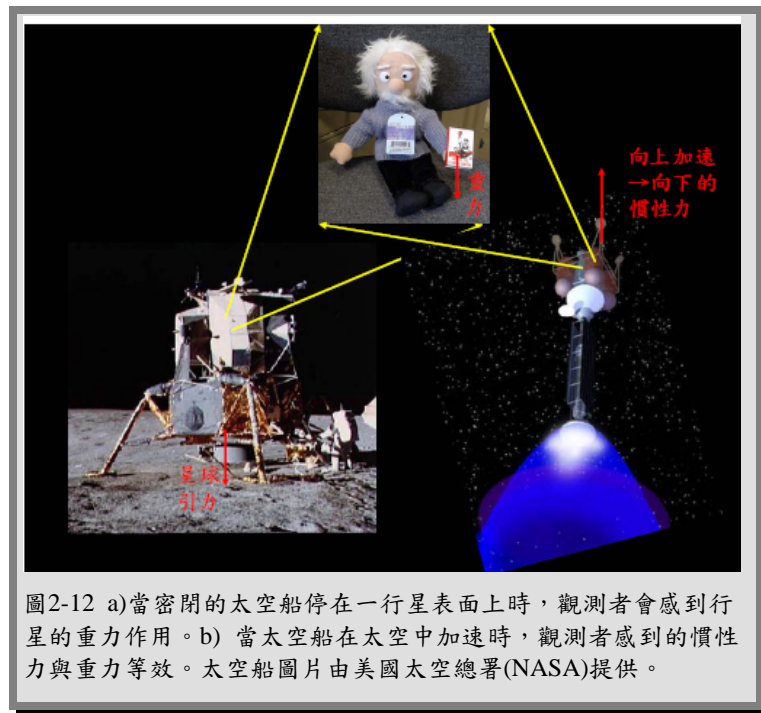 重
力
向上加速
→向下的
慣性力
星球
引力
圖2-12 a)當密閉的太空船停在一行星表面上時，觀測者會感到行
星的重力作用。b) 當太空船在太空中加速時，觀測者感到的慣性
力與重力等效。太空船圖片由美國太空總署(NASA)提供。